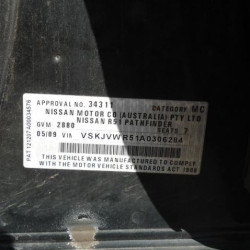 APPROVAL NO. 34311 CATEGORY MC
NISSAN MOTOR CO (AUSTRALIA) PTY LTD
NISSAN R51 PATHFINDER
GVM 2880 SEATS 7
05/09 VIN VSKJVWR51A0306284
THIS VEHICLE WAS MANUFACTURED
TO COMPLY WITH THE MOTOR
VEHICLE STANDARDS ACT 1989